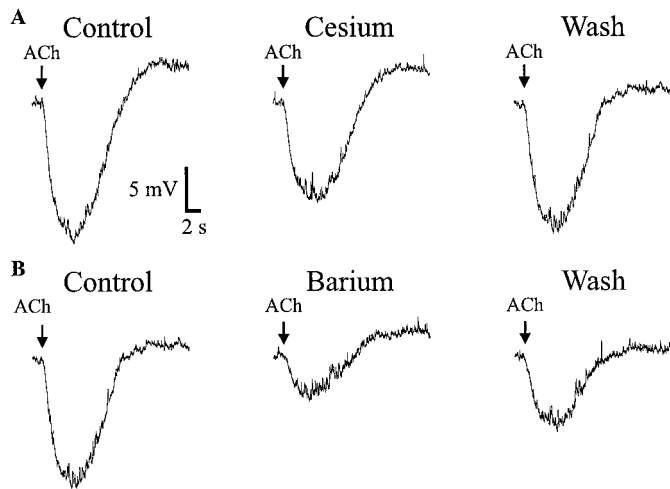 A
Control Cesium Wash
ACh ACh ACh
5 mV
2 s
B
Control Barium Wash
ACh ACh ACh